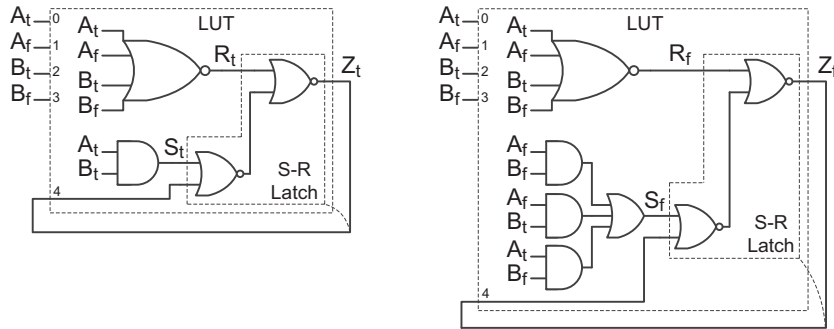 At 0
Af 1
Bt 2
Bf 3
LUT
At
Af
Bt
Bf
Rt
Zt
At
Bt
St
S-R
Latch
4
At 0
Af 1
Bt 2
Bf 3
LUT
At
Af
Bt
Bf
Rf
Zf
Af
Bf
Af
Bt
At
Bf
Sf
S-R
Latch
4